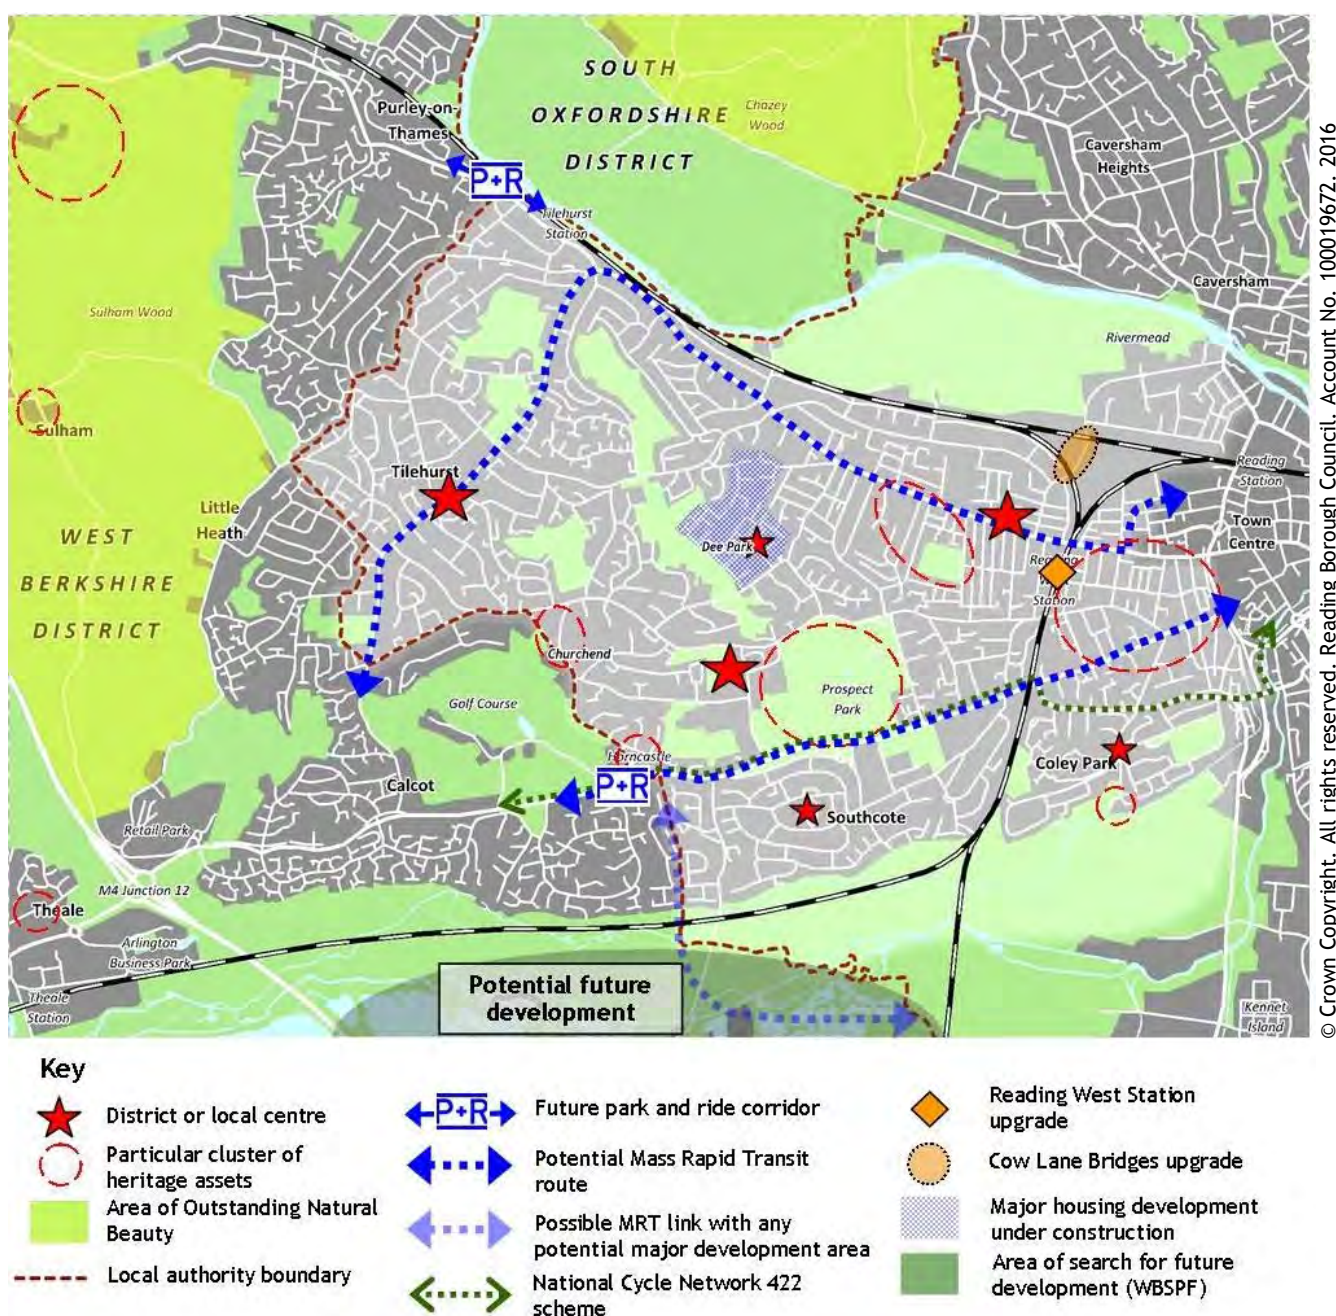 SOUTH
OXFORDSHIRE
DISTRICT
Chazey
Wood
Purley-on-
Thames
P+R
Tilehurst
Station
Caversham
Heights
Caversham
Rivermead
Sulham Wood
Sulham
Tilehurst
Little
Heath
WEST
BERKSHIRE
DISTRICT
Dee Park
Reading
Station
Town
Centre
Station
Churchend
Prospect
Park
Golf Course
Horncastle
P+R
Calcot
Coley Park
Southcote
Retail Park
M4 Junction 12
Theale
Arlington
Business Park
Theale
Station
Potential future
development
Kennet
Island
© Crown Copyright. All rights reserved. Reading Borough Council. Account No. 100019672. 2016
Key
District or local centre
Particular cluster of
heritage assets
Area of Outstanding Natural
Beauty
Local authority boundary
P+R
Future park and ride corridor
Potential Mass Rapid Transit
route
Possible MRT link with any
potential major development area
National Cycle Network 422
scheme
Reading West Station
upgrade
Cow Lane Bridges upgrade
Major housing development
under construction
Area of search for future
development (WBSPF)